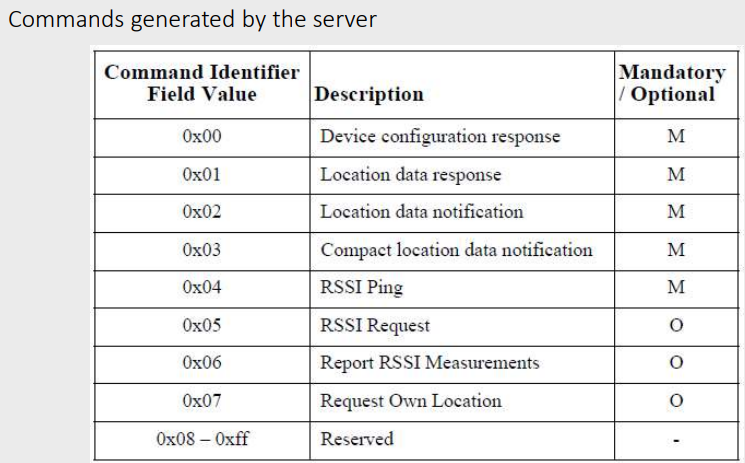 Commands generated by the server
Command Identifier Field Value Description Mandatory / Optional
0x00 Device configuration response M
0x01 Location data response M
0x02 Location data notification M
0x03 Compact location data notification M
0x04 RSSI Ping M
0x05 RSSI Request O
0x06 Report RSSI Measurements O
0x07 Request Own Location O
0x08 – 0xff Reserved -